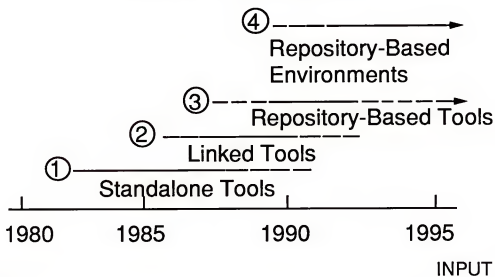 ④
Repository-Based
Environments
③
Repository-Based Tools
②
Linked Tools
①
Standalone Tools
1980 1985 1990 1995
INPUT